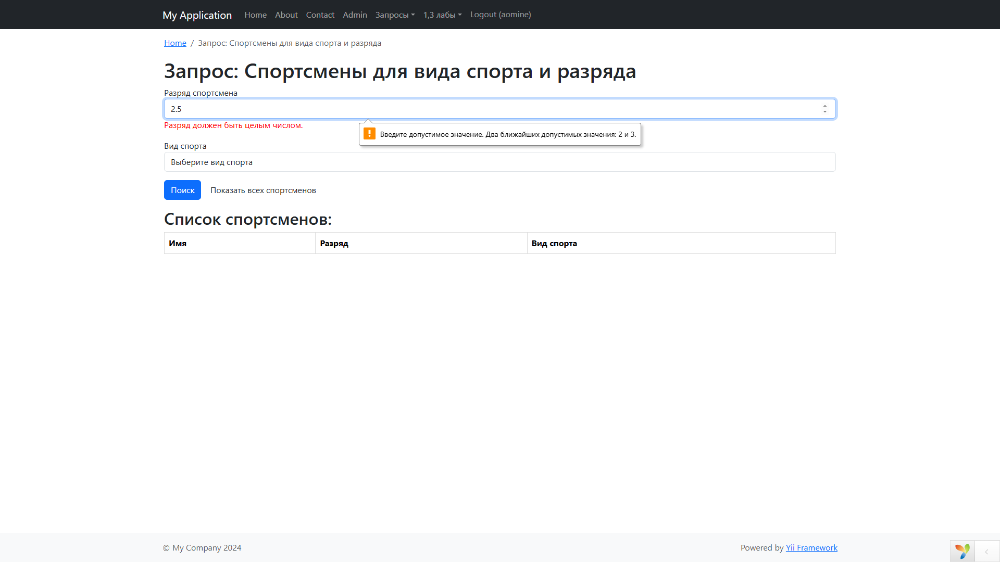 My Application Home About Contact Admin Запросы 1,3 лабы Logout (aomine)
Home / Запрос: Спортсмены для вида спорта и разряда
Запрос: Спортсмены для вида спорта и разряда
Разряд спортсмена
2.5
Разряд должен быть целым числом.
Введите допустимое значение. Два ближайших допустимых значения: 2 и 3.
Вид спорта
Выберите вид спорта
Поиск Показать всех спортсменов
Список спортсменов:
Имя Разряд Вид спорта
© My Company 2024 Powered by Yii Framework